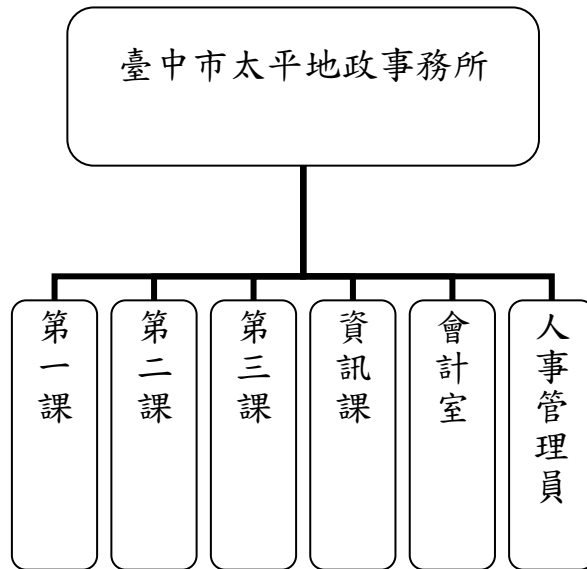 臺中市太平地政事務所
第一課
第二課
第三課
資訊課
會計室
人事管理員